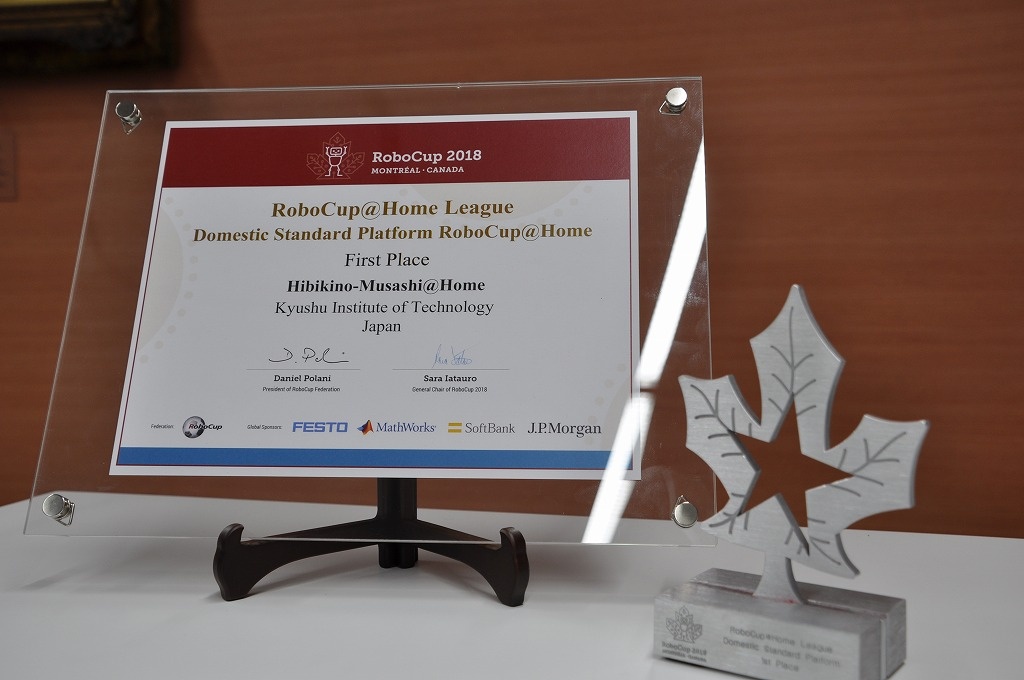 RoboCup 2018
MONTRÉAL · CANADA
RoboCup@Home League
Domestic Standard Platform RoboCup@Home
First Place
Hibikino-Musashi@Home
Kyushu Institute of Technology
Japan
Daniel Polani
President of RoboCup Federation
Sara Iatauro
General Chair of RoboCup 2018
Federation: RoboCup Global Sponsors: FESTO MathWorks SoftBank J.P.Morgan
RoboCup 2018
MONTRÉAL · CANADA
RoboCup@Home League
Domestic Standard Platform
1st Place